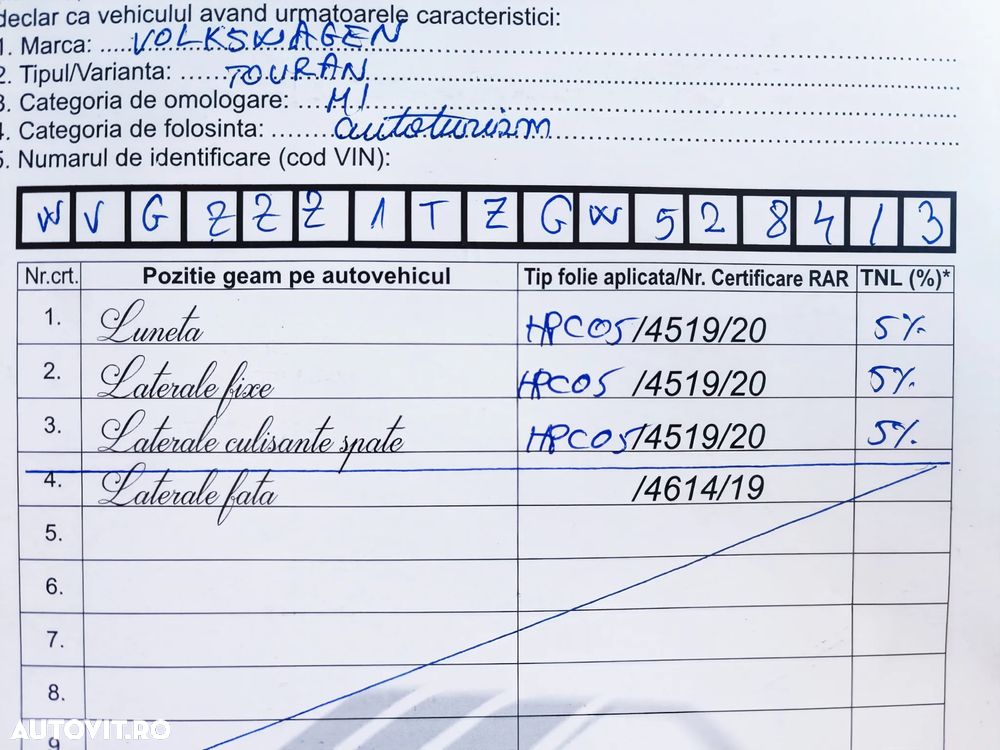 declar ca vehiculul avand urmatoarele caracteristici:
1. Marca: .....VOLKSWAGEN
2. Tipul/Varianta: ......TOURAN
3. Categoria de omologare: ...M1
4. Categoria de folosinta: .......autoturism
5. Numarul de identificare (cod VIN):
W V G Z Z Z 1 T Z G W 5 2 8 4 1 3
Nr.crt. Pozitie geam pe autovehicul Tip folie aplicata/Nr. Certificare RAR TNL (%)*
1. Luneta HPC05/4519/20 5%
2. Laterale fixe HPC05 /4519/20 5%
3. Laterale culisante spate HPC05/4519/20 5%
4. Laterale fata /4614/19
5.
6.
7.
8.
9
AUTOVIT.RO